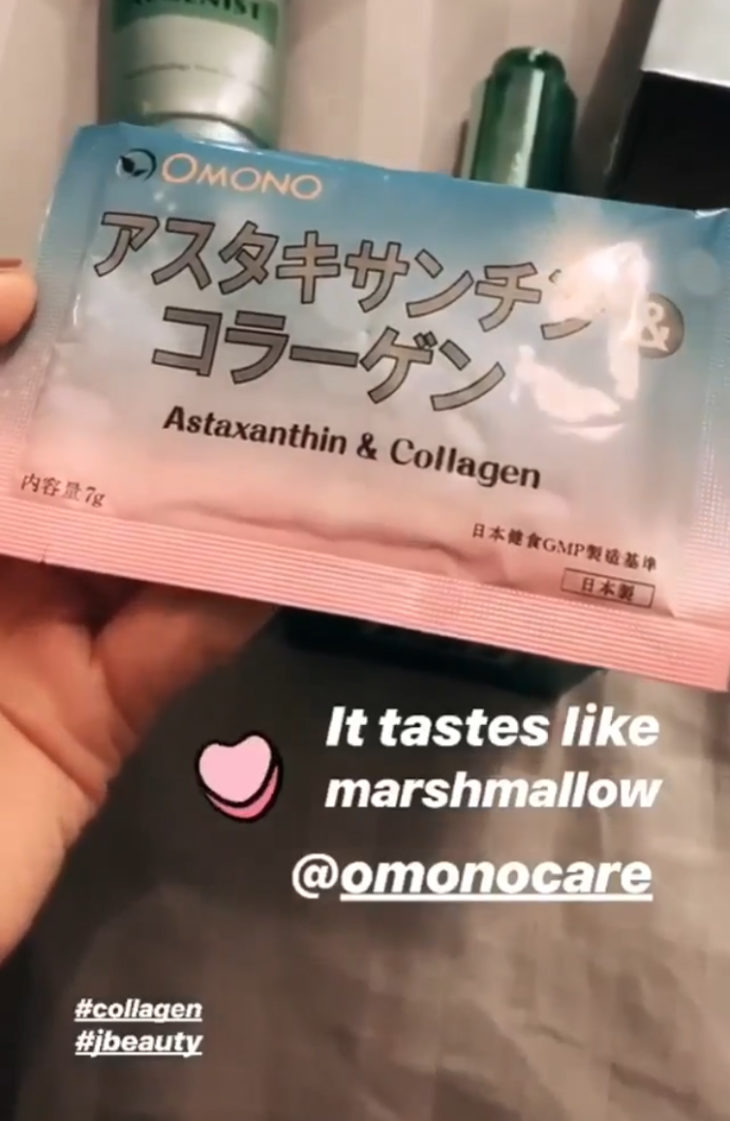 OMONO
アスタキサンチン &
コラーゲン
Astaxanthin & Collagen
内容量7g
日本健食GMP製造基準
日本製
It tastes like
marshmallow
@omonocare
#collagen
#jbeauty